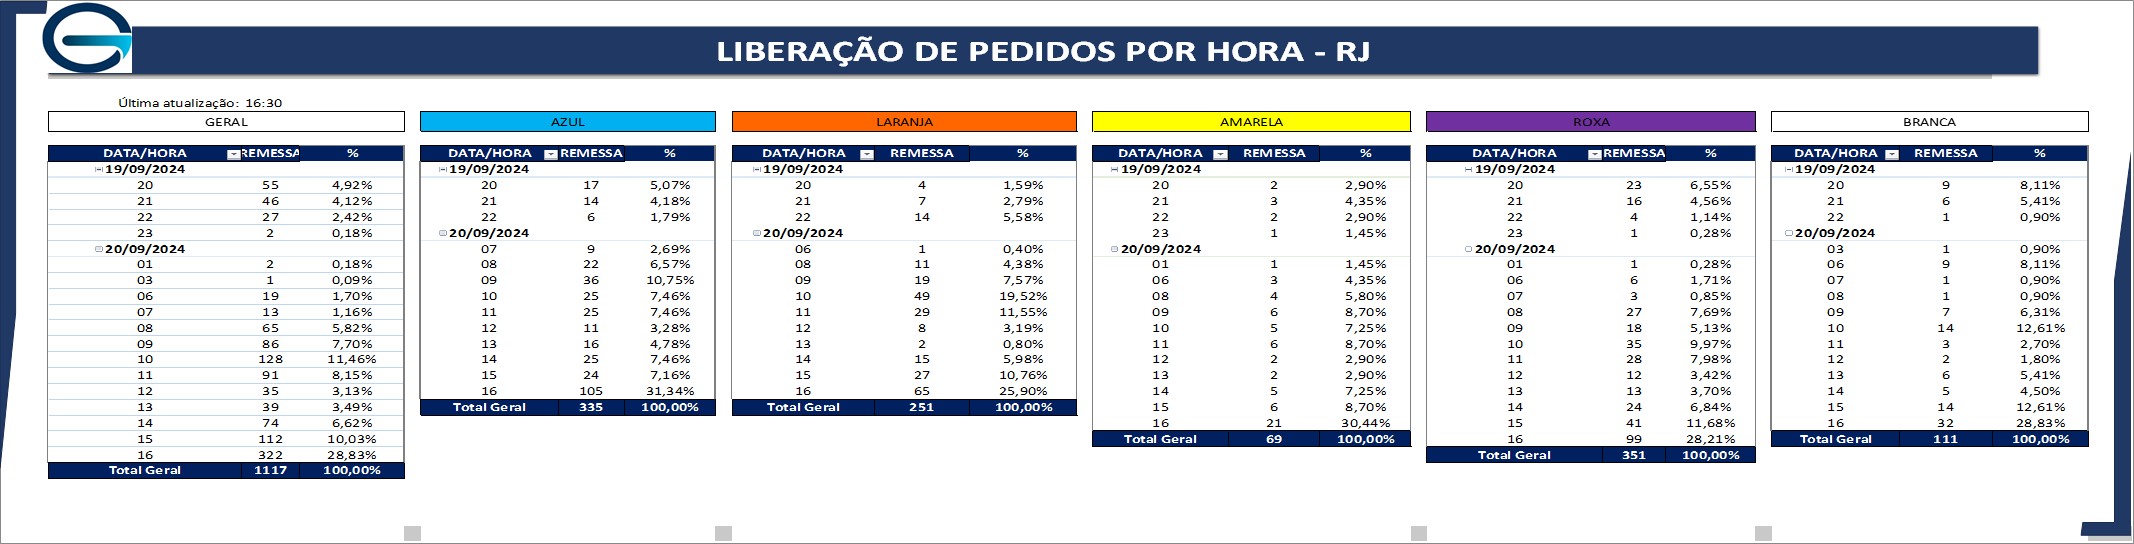 LIBERAÇÃO DE PEDIDOS POR HORA - RJ
Última atualização: 16:30
GERAL
DATA/HORA REMESSA %
19/09/2024
20 55 4,92%
21 46 4,12%
22 27 2,42%
23 2 0,18%
20/09/2024
01 2 0,18%
03 1 0,09%
06 19 1,70%
07 13 1,16%
08 65 5,82%
09 86 7,70%
10 128 11,46%
11 91 8,15%
12 35 3,13%
13 39 3,49%
14 74 6,62%
15 112 10,03%
16 322 28,83%
Total Geral 1117 100,00%
AZUL
DATA/HORA REMESSA %
19/09/2024
20 17 5,07%
21 14 4,18%
22 6 1,79%
20/09/2024
07 9 2,69%
08 22 6,57%
09 36 10,75%
10 25 7,46%
11 25 7,46%
12 11 3,28%
13 16 4,78%
14 25 7,46%
15 24 7,16%
16 105 31,34%
Total Geral 335 100,00%
LARANJA
DATA/HORA REMESSA %
19/09/2024
20 4 1,59%
21 7 2,79%
22 14 5,58%
20/09/2024
06 1 0,40%
08 11 4,38%
09 19 7,57%
10 49 19,52%
11 29 11,55%
12 8 3,19%
13 2 0,80%
14 15 5,98%
15 27 10,76%
16 65 25,90%
Total Geral 251 100,00%
AMARELA
DATA/HORA REMESSA %
19/09/2024
20 2 2,90%
21 3 4,35%
22 2 2,90%
23 1 1,45%
20/09/2024
01 1 1,45%
06 3 4,35%
08 4 5,80%
09 6 8,70%
10 5 7,25%
11 6 8,70%
12 2 2,90%
13 2 2,90%
14 5 7,25%
15 6 8,70%
16 21 30,44%
Total Geral 69 100,00%
ROXA
DATA/HORA REMESSA %
19/09/2024
20 23 6,55%
21 16 4,56%
22 4 1,14%
23 1 0,28%
20/09/2024
01 1 0,28%
06 6 1,71%
07 3 0,85%
08 27 7,69%
09 18 5,13%
10 35 9,97%
11 28 7,98%
12 12 3,42%
13 13 3,70%
14 24 6,84%
15 41 11,68%
16 99 28,21%
Total Geral 351 100,00%
BRANCA
DATA/HORA REMESSA %
19/09/2024
20 9 8,11%
21 6 5,41%
22 1 0,90%
20/09/2024
03 1 0,90%
06 9 8,11%
07 1 0,90%
08 1 0,90%
09 7 6,31%
10 14 12,61%
11 3 2,70%
12 2 1,80%
13 6 5,41%
14 5 4,50%
15 14 12,61%
16 32 28,83%
Total Geral 111 100,00%